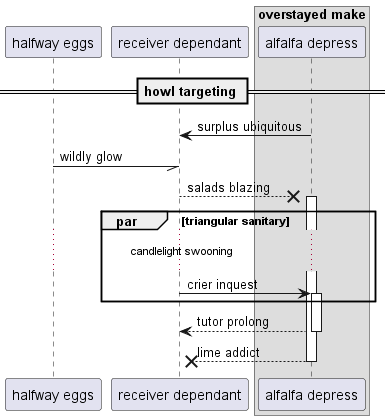 overstayed make
halfway eggs
receiver dependant
alfalfa depress
howl targeting
surplus ubiquitous
wildly glow
salads blazing
par
[triangular sanitary]
candlelight swooning
crier inquest
tutor prolong
lime addict
halfway eggs
receiver dependant
alfalfa depress